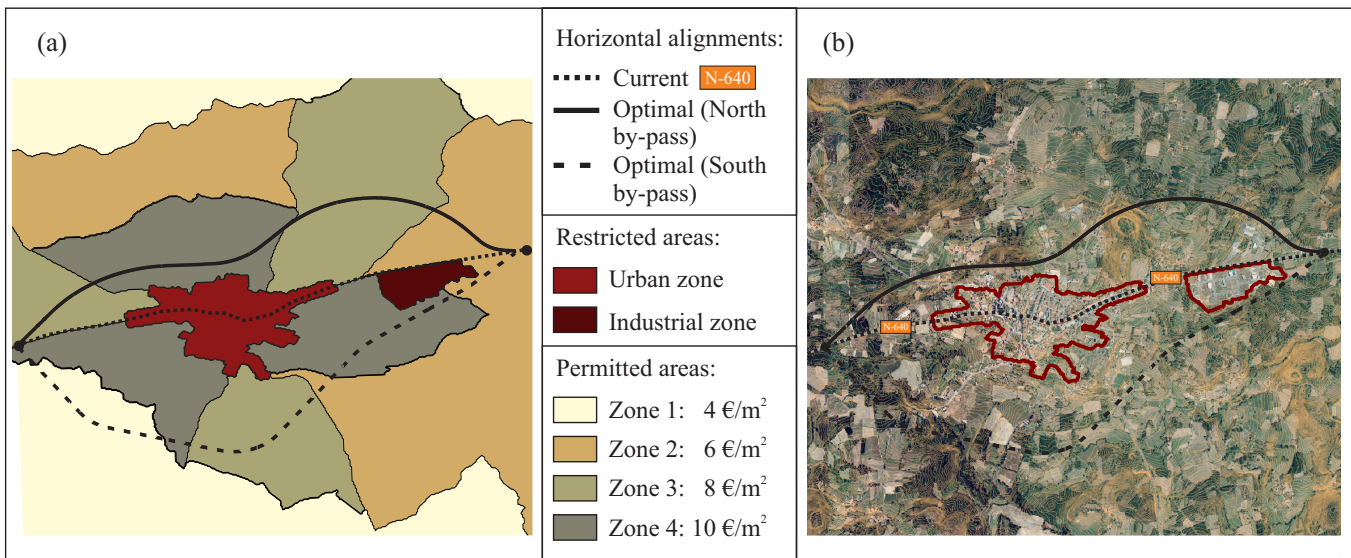 (a)
Horizontal alignments:
Current N-640
Optimal (North
by-pass)
Optimal (South
by-pass)
Restricted areas:
Urban zone
Industrial zone
Permitted areas:
Zone 1: 4 €/m²
Zone 2: 6 €/m²
Zone 3: 8 €/m²
Zone 4: 10 €/m²
(b)
N-640
N-640